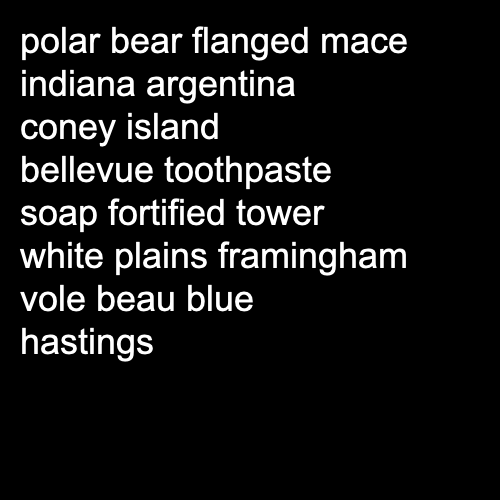 polar bear flanged mace
indiana argentina
coney island
bellevue toothpaste
soap fortified tower
white plains framingham
vole beau blue
hastings